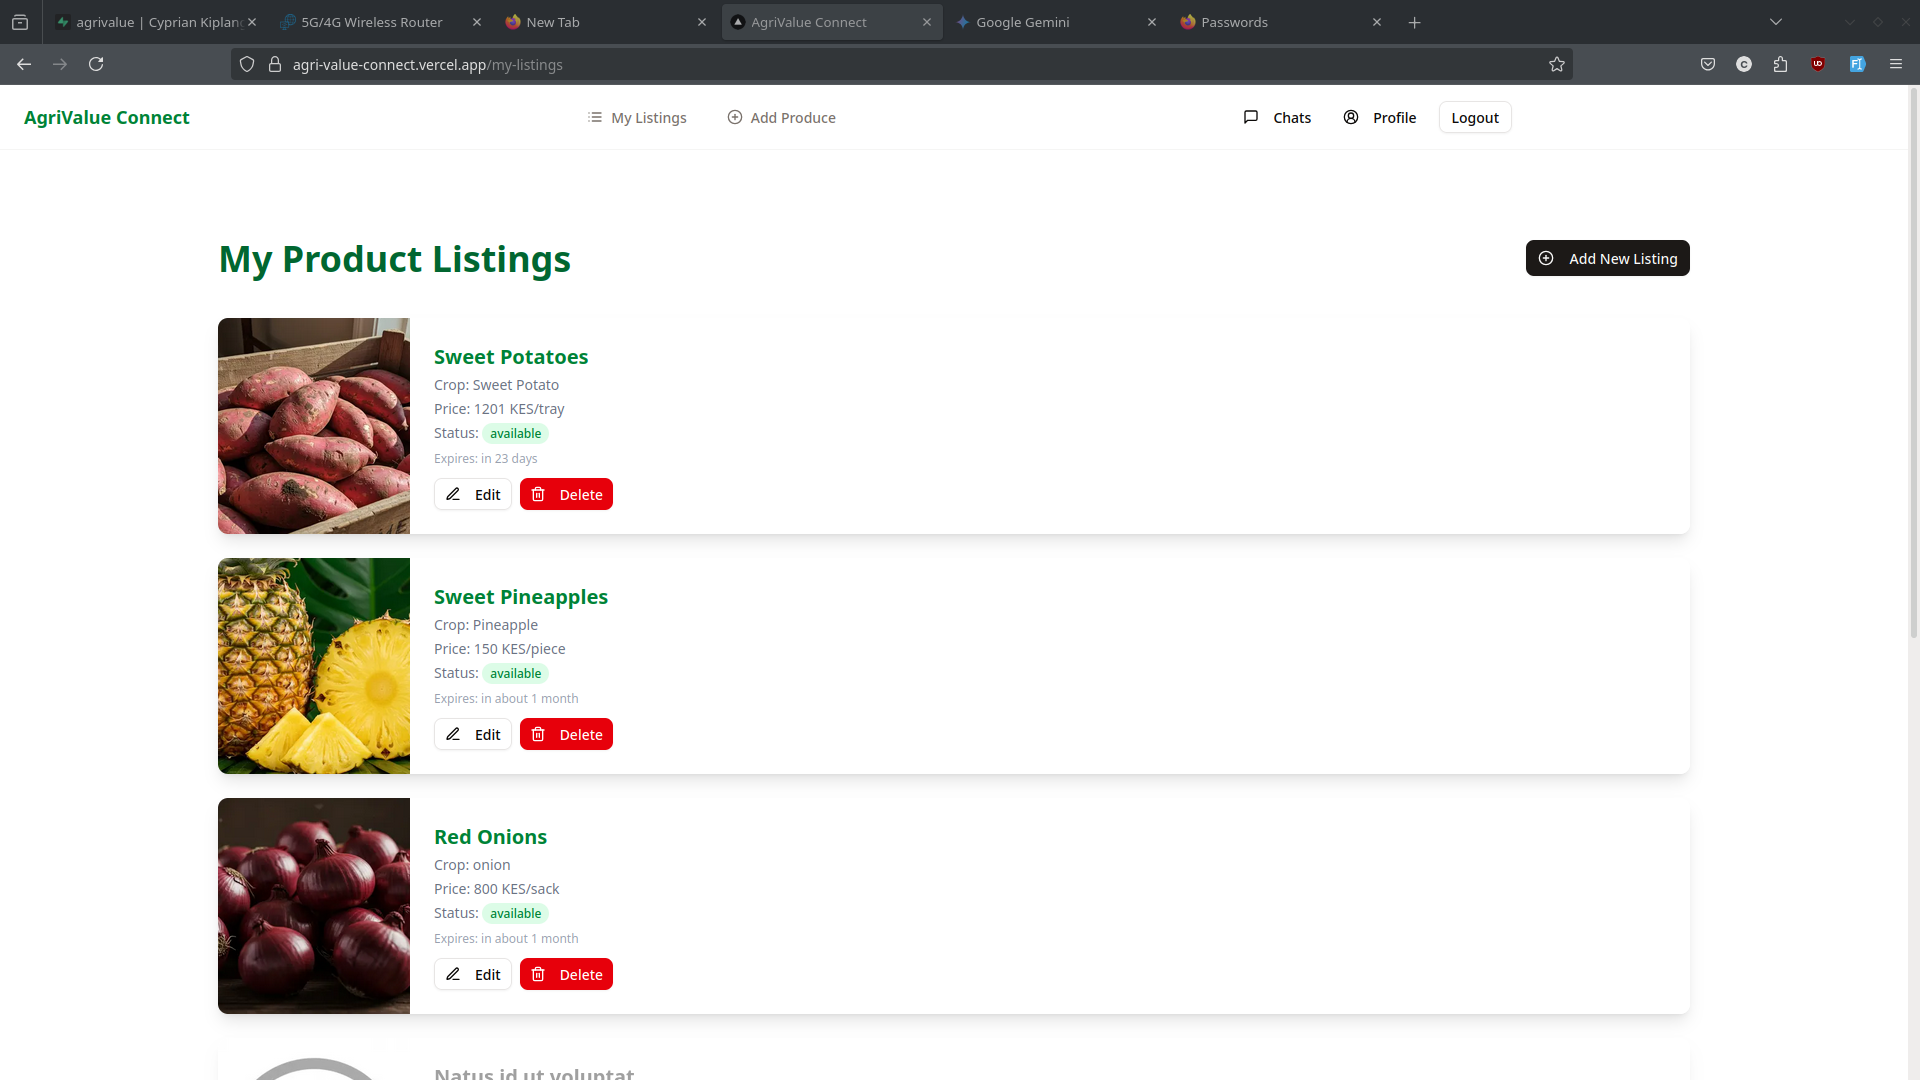 agrivalue | Cyprian Kiplan
5G/4G Wireless Router
New Tab
AgriValue Connect
Google Gemini
Passwords
agri-value-connect.vercel.app/my-listings
C
UD
AgriValue Connect
My Listings
Add Produce
Chats
Profile
Logout
My Product Listings
Add New Listing
Sweet Potatoes
Crop: Sweet Potato
Price: 1201 KES/tray
Status: available
Expires: in 23 days
Edit
Delete
Sweet Pineapples
Crop: Pineapple
Price: 150 KES/piece
Status: available
Expires: in about 1 month
Edit
Delete
Red Onions
Crop: onion
Price: 800 KES/sack
Status: available
Expires: in about 1 month
Edit
Delete
Natus id ut voluptat